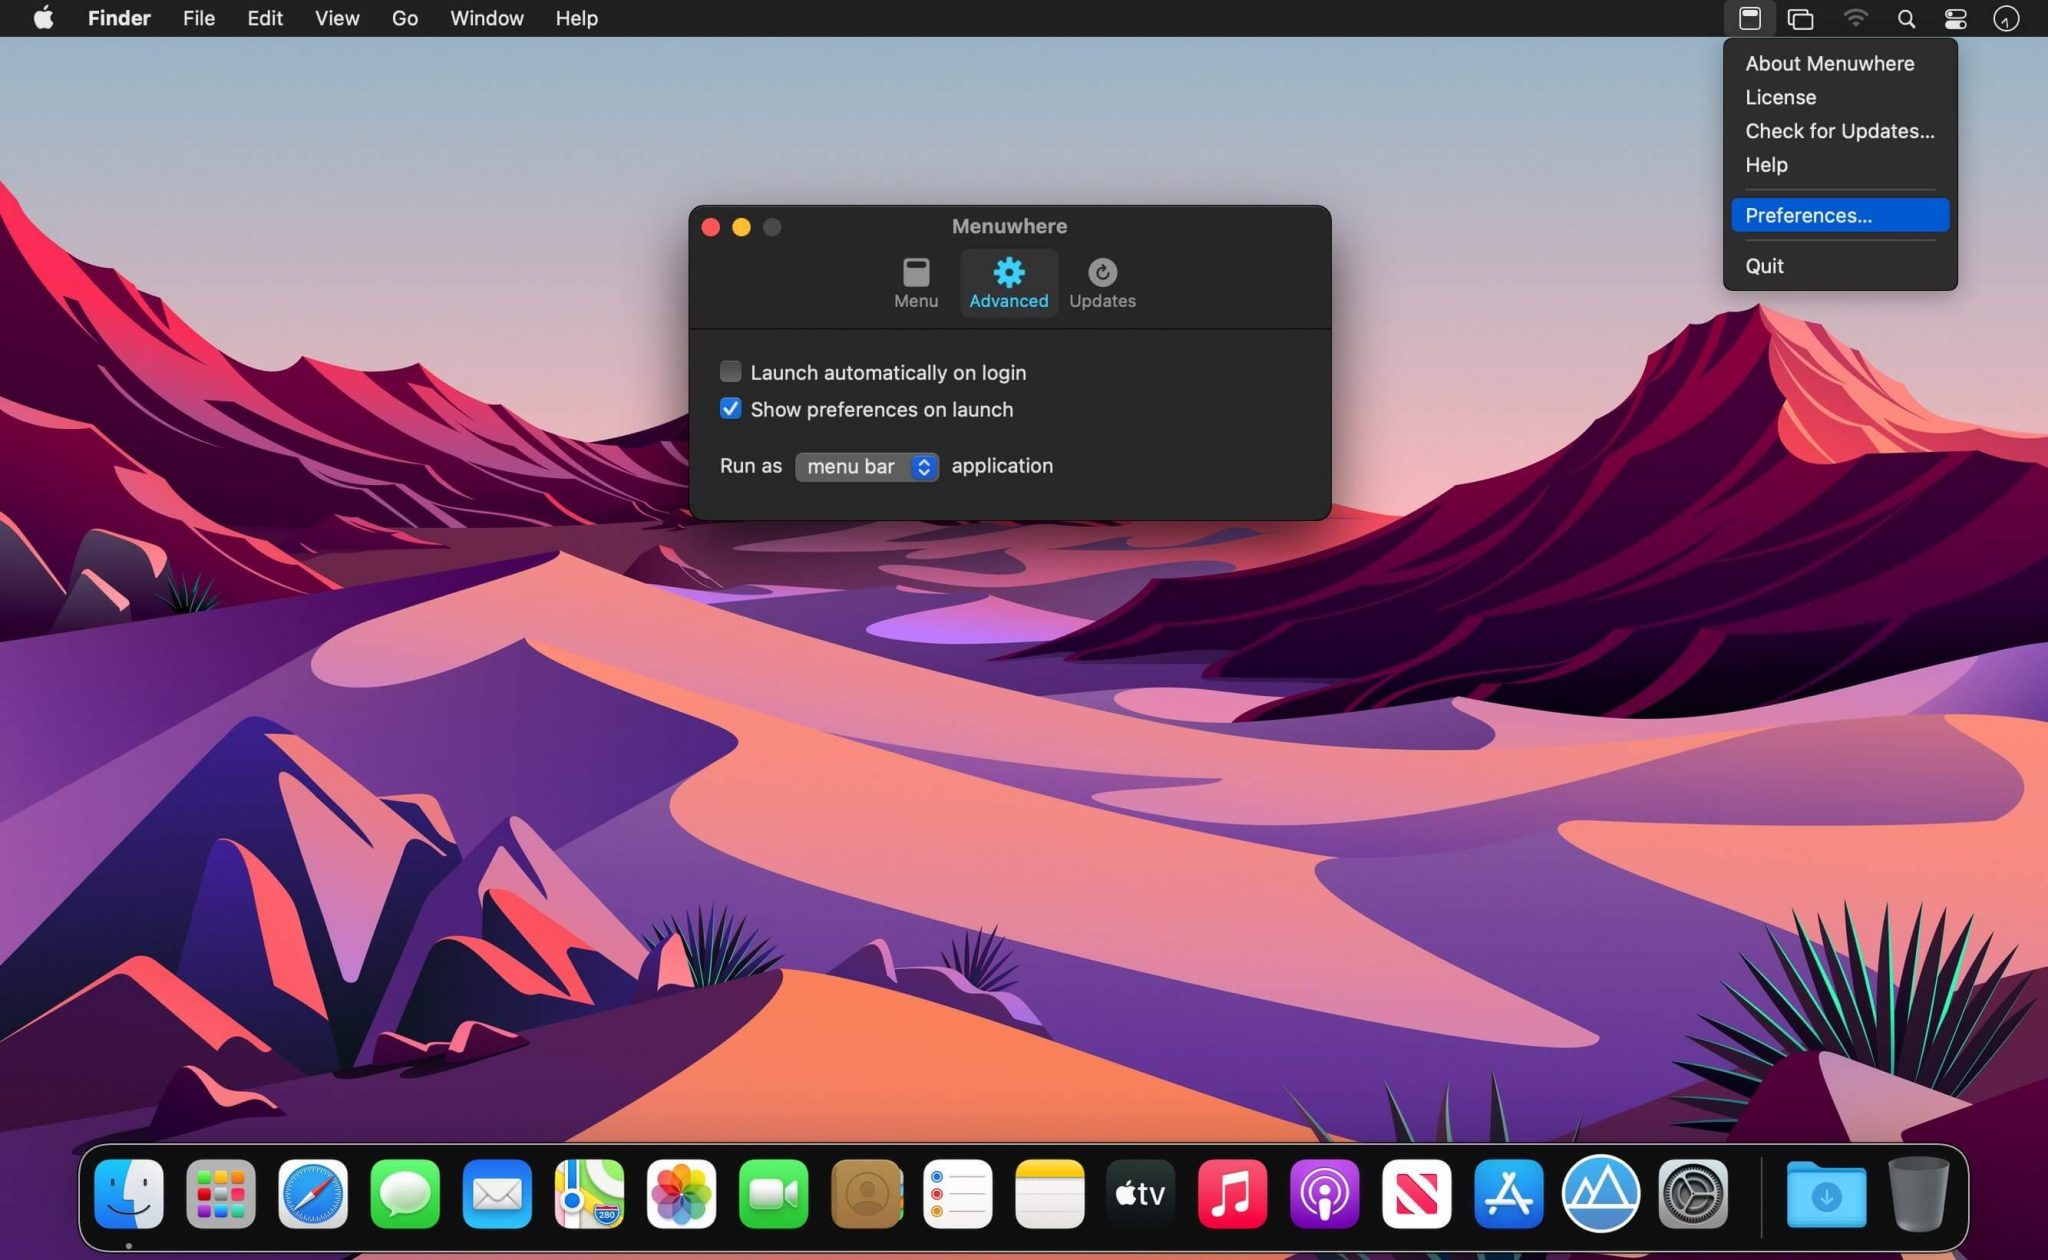 Finder File Edit View Go Window Help
About Menuwhere
License
Check for Updates...
Help
Preferences...
Quit
Menuwhere
Menu Advanced Updates
Launch automatically on login
Show preferences on launch
Run as menu bar application
280
tv